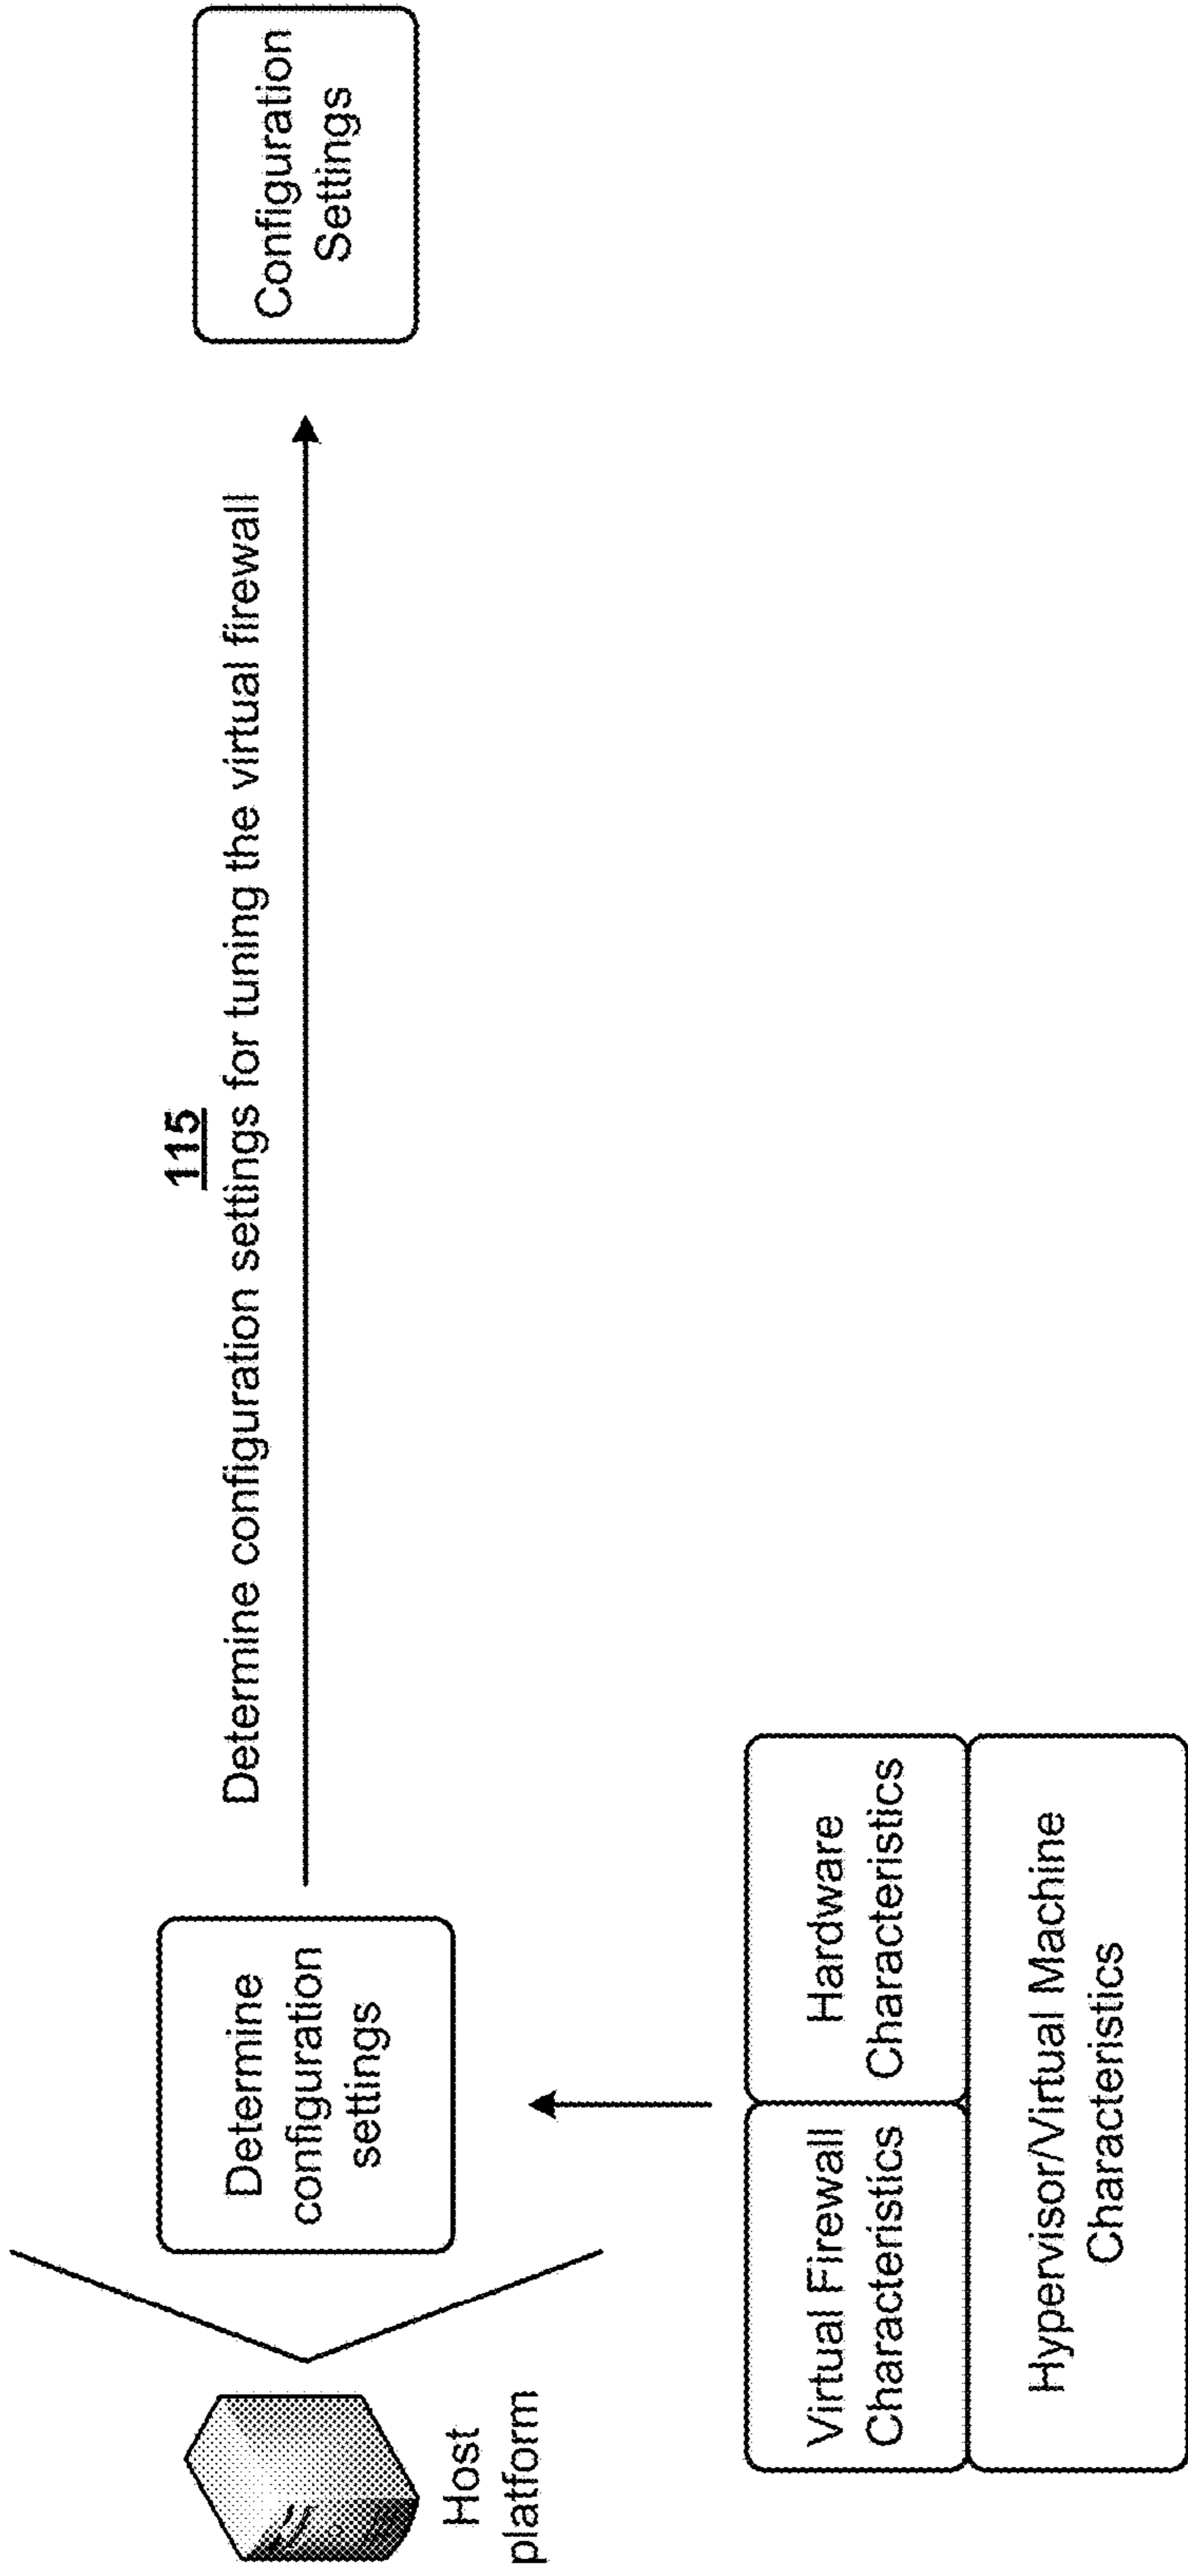 115
Determine configuration settings for tuning the virtual firewall
Host
platform
Determine
configuration
settings
Configuration
Settings
Virtual Firewall
Characteristics
Hardware
Characteristics
Hypervisor/Virtual Machine
Characteristics